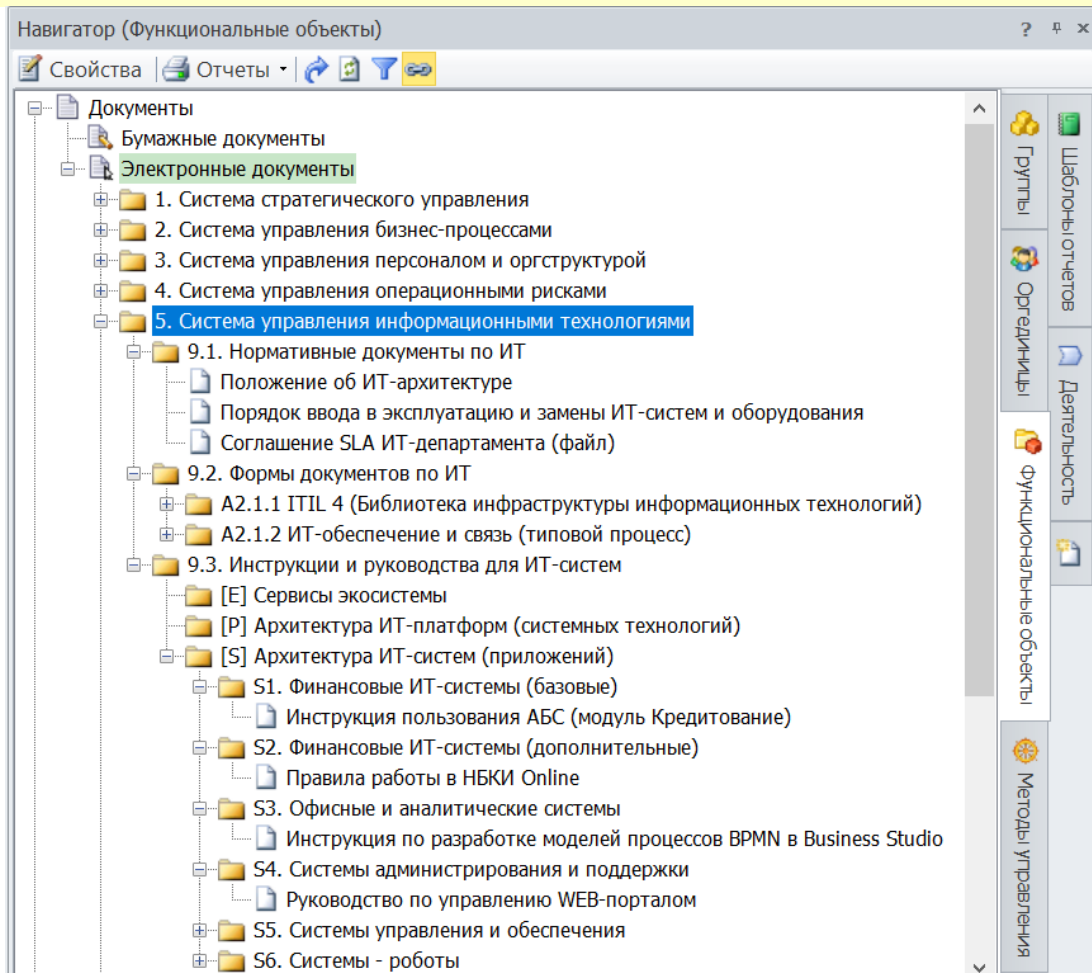 Навигатор (Функциональные объекты)
Свойства Отчеты
Документы
Бумажные документы
Электронные документы
1. Система стратегического управления
2. Система управления бизнес-процессами
3. Система управления персоналом и оргструктурой
4. Система управления операционными рисками
5. Система управления информационными технологиями
9.1. Нормативные документы по ИТ
Положение об ИТ-архитектуре
Порядок ввода в эксплуатацию и замены ИТ-систем и оборудования
Соглашение SLA ИТ-департамента (файл)
9.2. Формы документов по ИТ
A2.1.1 ITIL 4 (Библиотека инфраструктуры информационных технологий)
A2.1.2 ИТ-обеспечение и связь (типовой процесс)
9.3. Инструкции и руководства для ИТ-систем
[E] Сервисы экосистемы
[P] Архитектура ИТ-платформ (системных технологий)
[S] Архитектура ИТ-систем (приложений)
S1. Финансовые ИТ-системы (базовые)
Инструкция пользования АБС (модуль Кредитование)
S2. Финансовые ИТ-системы (дополнительные)
Правила работы в НБКИ Online
S3. Офисные и аналитические системы
Инструкция по разработке моделей процессов BPMN в Business Studio
S4. Системы администрирования и поддержки
Руководство по управлению WEB-порталом
S5. Системы управления и обеспечения
S6. Системы - роботы
Группы
Оргединицы
Функциональные объекты
Методы управления
Шаблоны отчетов
Деятельность